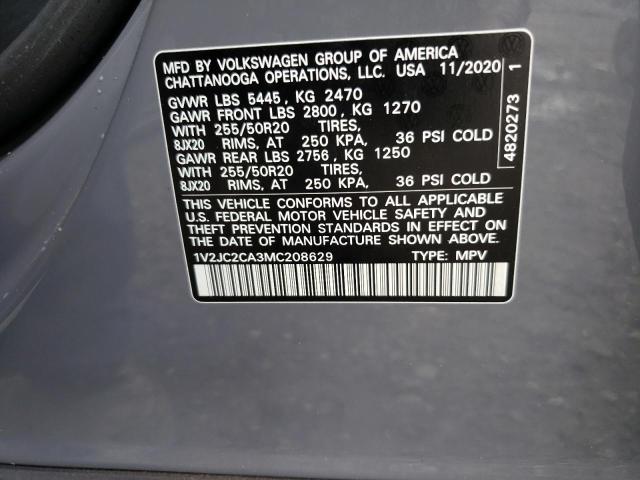 MFD BY VOLKSWAGEN GROUP OF AMERICA
CHATTANOOGA OPERATIONS, LLC. USA 11/2020
GVWR LBS 5445, KG 2470
GAWR FRONT LBS 2800, KG 1270
WITH 255/50R20 TIRES,
8JX20 RIMS, AT 250 KPA, 36 PSI COLD
GAWR REAR LBS 2756, KG 1250
WITH 255/50R20 TIRES,
8JX20 RIMS, AT 250 KPA, 36 PSI COLD
THIS VEHICLE CONFORMS TO ALL APPLICABLE
U.S. FEDERAL MOTOR VEHICLE SAFETY AND
THEFT PREVENTION STANDARDS IN EFFECT ON THE
DATE OF MANUFACTURE SHOWN ABOVE.
1V2JC2CA3MC208629 TYPE: MPV
4820273 1